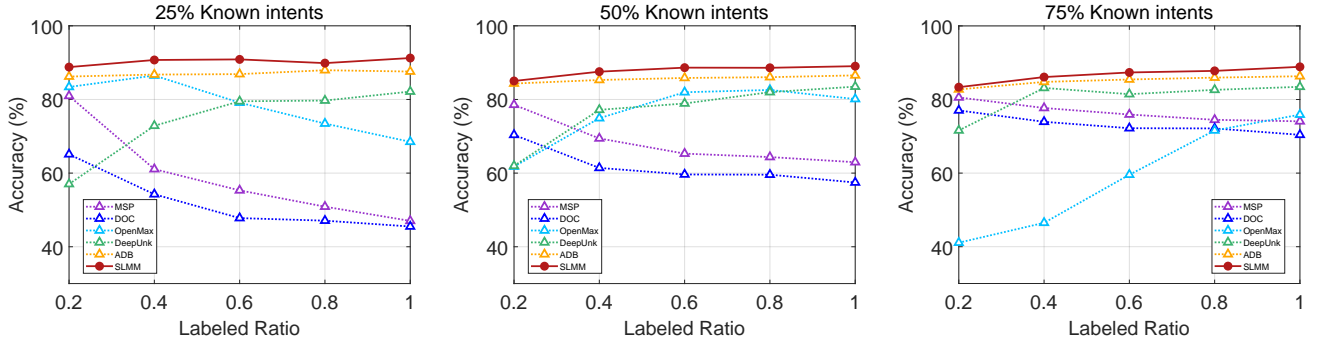 25% Known intents
100
80
60
40
Accuracy (%)
MSP
DOC
OpenMax
DeepUnk
ADB
SLMM
0.2 0.4 0.6 0.8 1
Labeled Ratio
50% Known intents
100
80
60
40
Accuracy (%)
MSP
DOC
OpenMax
DeepUnk
ADB
SLMM
0.2 0.4 0.6 0.8 1
Labeled Ratio
75% Known intents
100
80
60
40
Accuracy (%)
MSP
DOC
OpenMax
DeepUnk
ADB
SLMM
0.2 0.4 0.6 0.8 1
Labeled Ratio